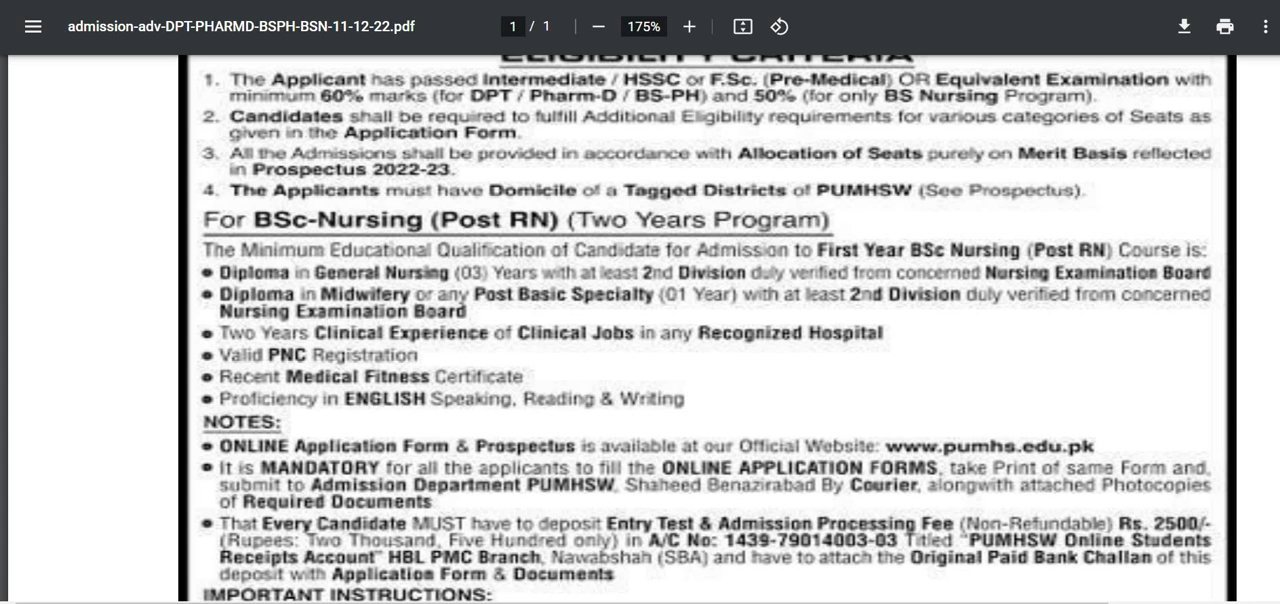 admission-adv-DPT-PHARMD-BSPH-BSN-11-12-22.pdf 1 / 1 175%
ELIGIBILITY CRITERIA
1. The Applicant has passed Intermediate / HSSC or F.Sc. (Pre-Medical) OR Equivalent Examination with
minimum 60% marks (for DPT / Pharm-D / BS-PH) and 50% (for only BS Nursing Program).
2. Candidates shall be required to fulfill Additional Eligibility requirements for various categories of Seats as
given in the Application Form.
3. All the Admissions shall be provided in accordance with Allocation of Seats purely on Merit Basis reflected
in Prospectus 2022-23.
4. The Applicants must have Domicile of a Tagged Districts of PUMHSW (See Prospectus).
For BSc-Nursing (Post RN) (Two Years Program)
The Minimum Educational Qualification of Candidate for Admission to First Year BSc Nursing (Post RN) Course is:
• Diploma in General Nursing (03) Years with at least 2nd Division duly verified from concerned Nursing Examination Board
• Diploma in Midwifery or any Post Basic Specialty (01 Year) with at least 2nd Division duly verified from concerned
Nursing Examination Board
• Two Years Clinical Experience of Clinical Jobs in any Recognized Hospital
• Valid PNC Registration
• Recent Medical Fitness Certificate
• Proficiency in ENGLISH Speaking, Reading & Writing
NOTES:
• ONLINE Application Form & Prospectus is available at our Official Website: www.pumhs.edu.pk
• It is MANDATORY for all the applicants to fill the ONLINE APPLICATION FORMS, take Print of same Form and,
submit to Admission Department PUMHSW, Shaheed Benazirabad By Courier, alongwith attached Photocopies
of Required Documents
• That Every Candidate MUST have to deposit Entry Test & Admission Processing Fee (Non-Refundable) Rs. 2500/-
(Rupees: Two Thousand, Five Hundred only) in A/C No: 1439-79014003-03 Titled "PUMHSW Online Students
Receipts Account" HBL PMC Branch, Nawabshah (SBA) and have to attach the Original Paid Bank Challan of this
deposit with Application Form & Documents
IMPORTANT INSTRUCTIONS: